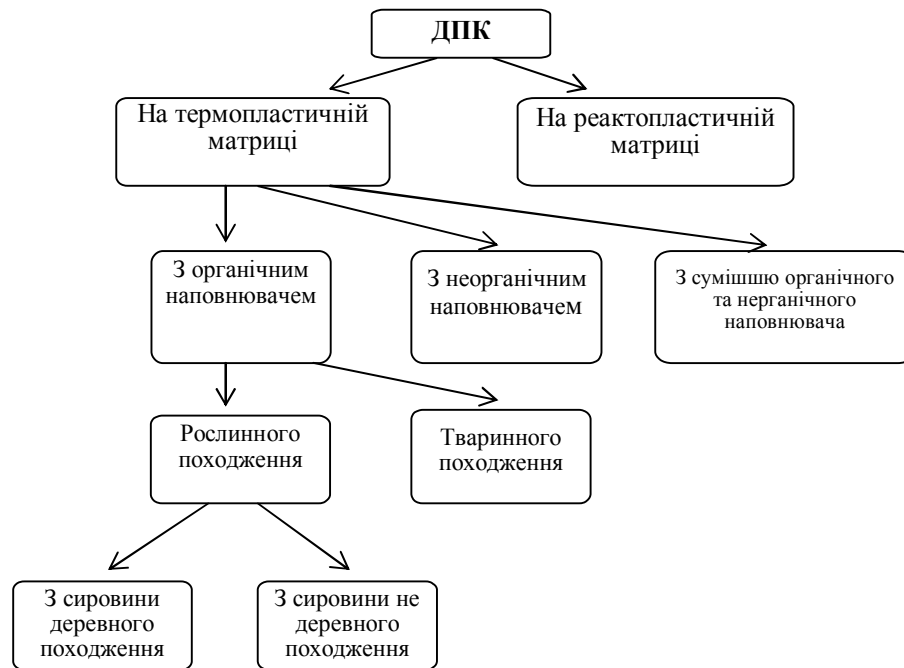 ДПК
На термопластичній
матриці
На реактопластичній
матриці
З органічним
наповнювачем
З неорганічним
наповнювачем
З сумішшю органічного
та нерганічного
наповнювача
Рослинного
походження
Тваринного
походження
З сировини
деревного
походження
З сировини не
деревного
походження